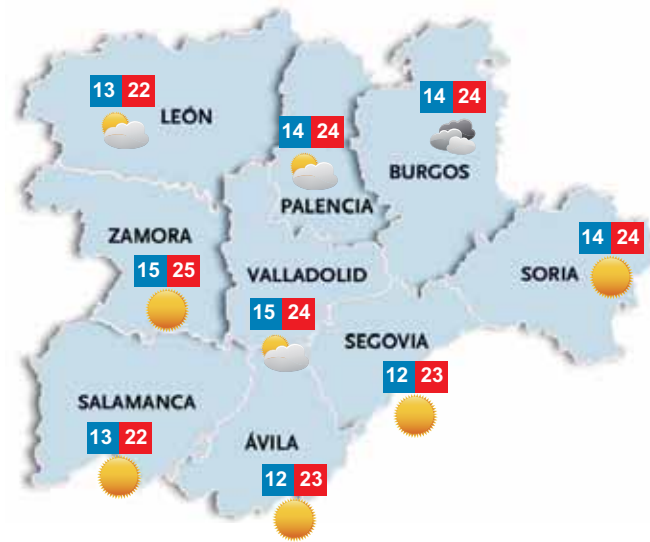 13 22
LEÓN
14 24
BURGOS
14 24
PALENCIA
ZAMORA
15 25
VALLADOLID
15 24
14 24
SORIA
SEGOVIA
12 23
SALAMANCA
13 22
ÁVILA
12 23